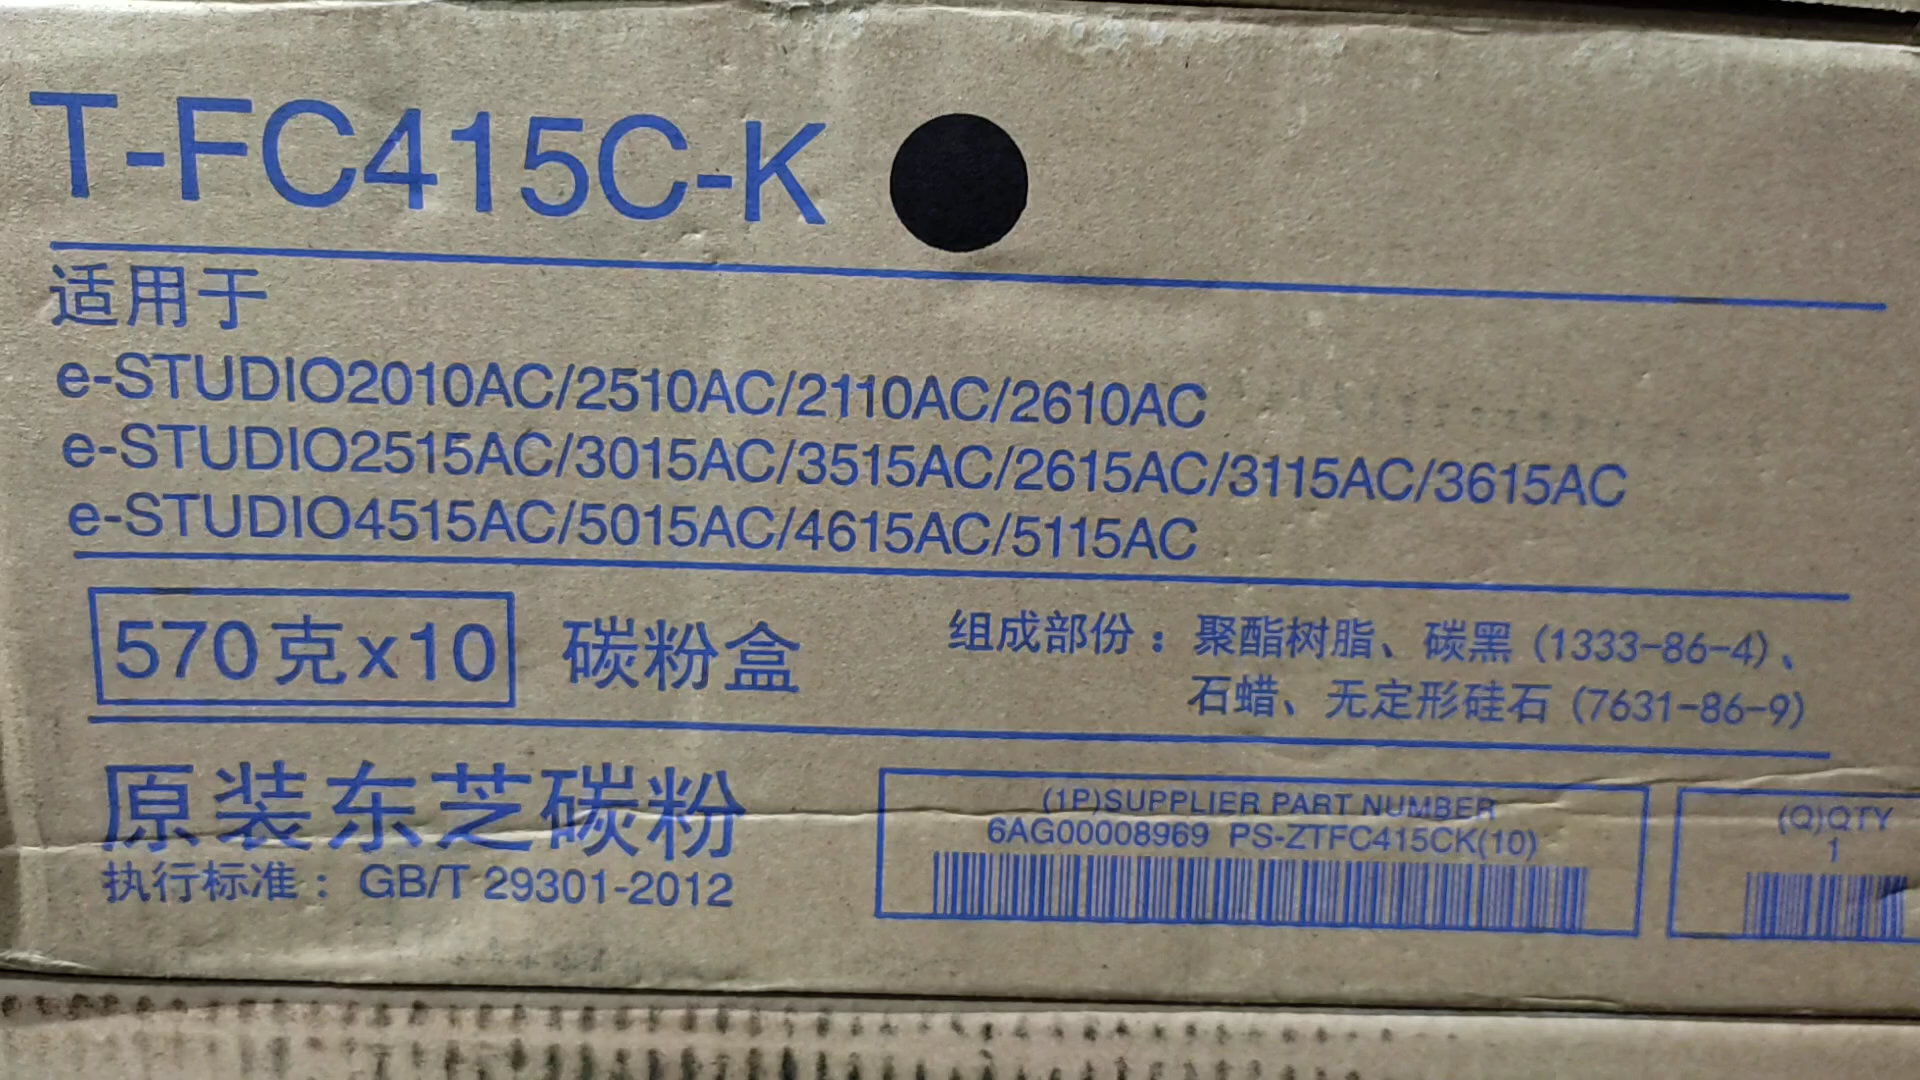 T-FC415C-K
适用于
e-STUDIO2010AC/2510AC/2110AC/2610AC
e-STUDIO2515AC/3015AC/3515AC/2615AC/3115AC/3615AC
e-STUDIO4515AC/5015AC/4615AC/5115AC
570克x10 碳粉盒
组成部份：聚酯树脂、碳黑 (1333-86-4)、
石蜡、无定形硅石 (7631-86-9)
原装东芝碳粉
执行标准： GB/T 29301-2012
(1P)SUPPLIER PART NUMBER
6AG00008969 PS-ZTFC415CK(10)
(Q)QTY
1